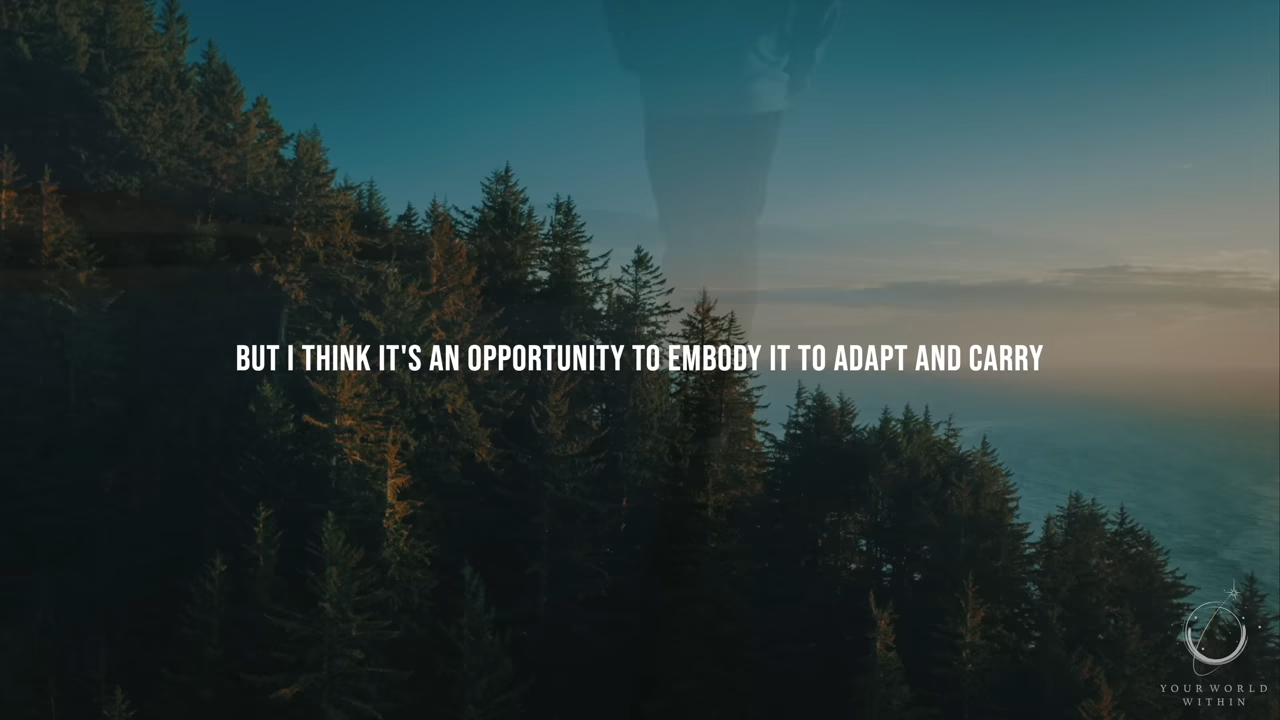 BUT I THINK IT'S AN OPPORTUNITY TO EMBODY IT TO ADAPT AND CARRY
YOUR WORLD
WITHIN